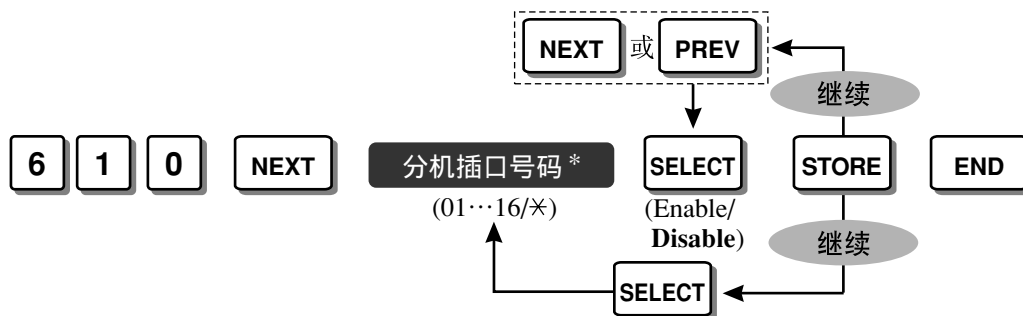 NEXT 或 PREV
继续
6 1 0 NEXT 分机插口号码* SELECT STORE END
(01···16/✳) (Enable/
Disable)
继续
SELECT